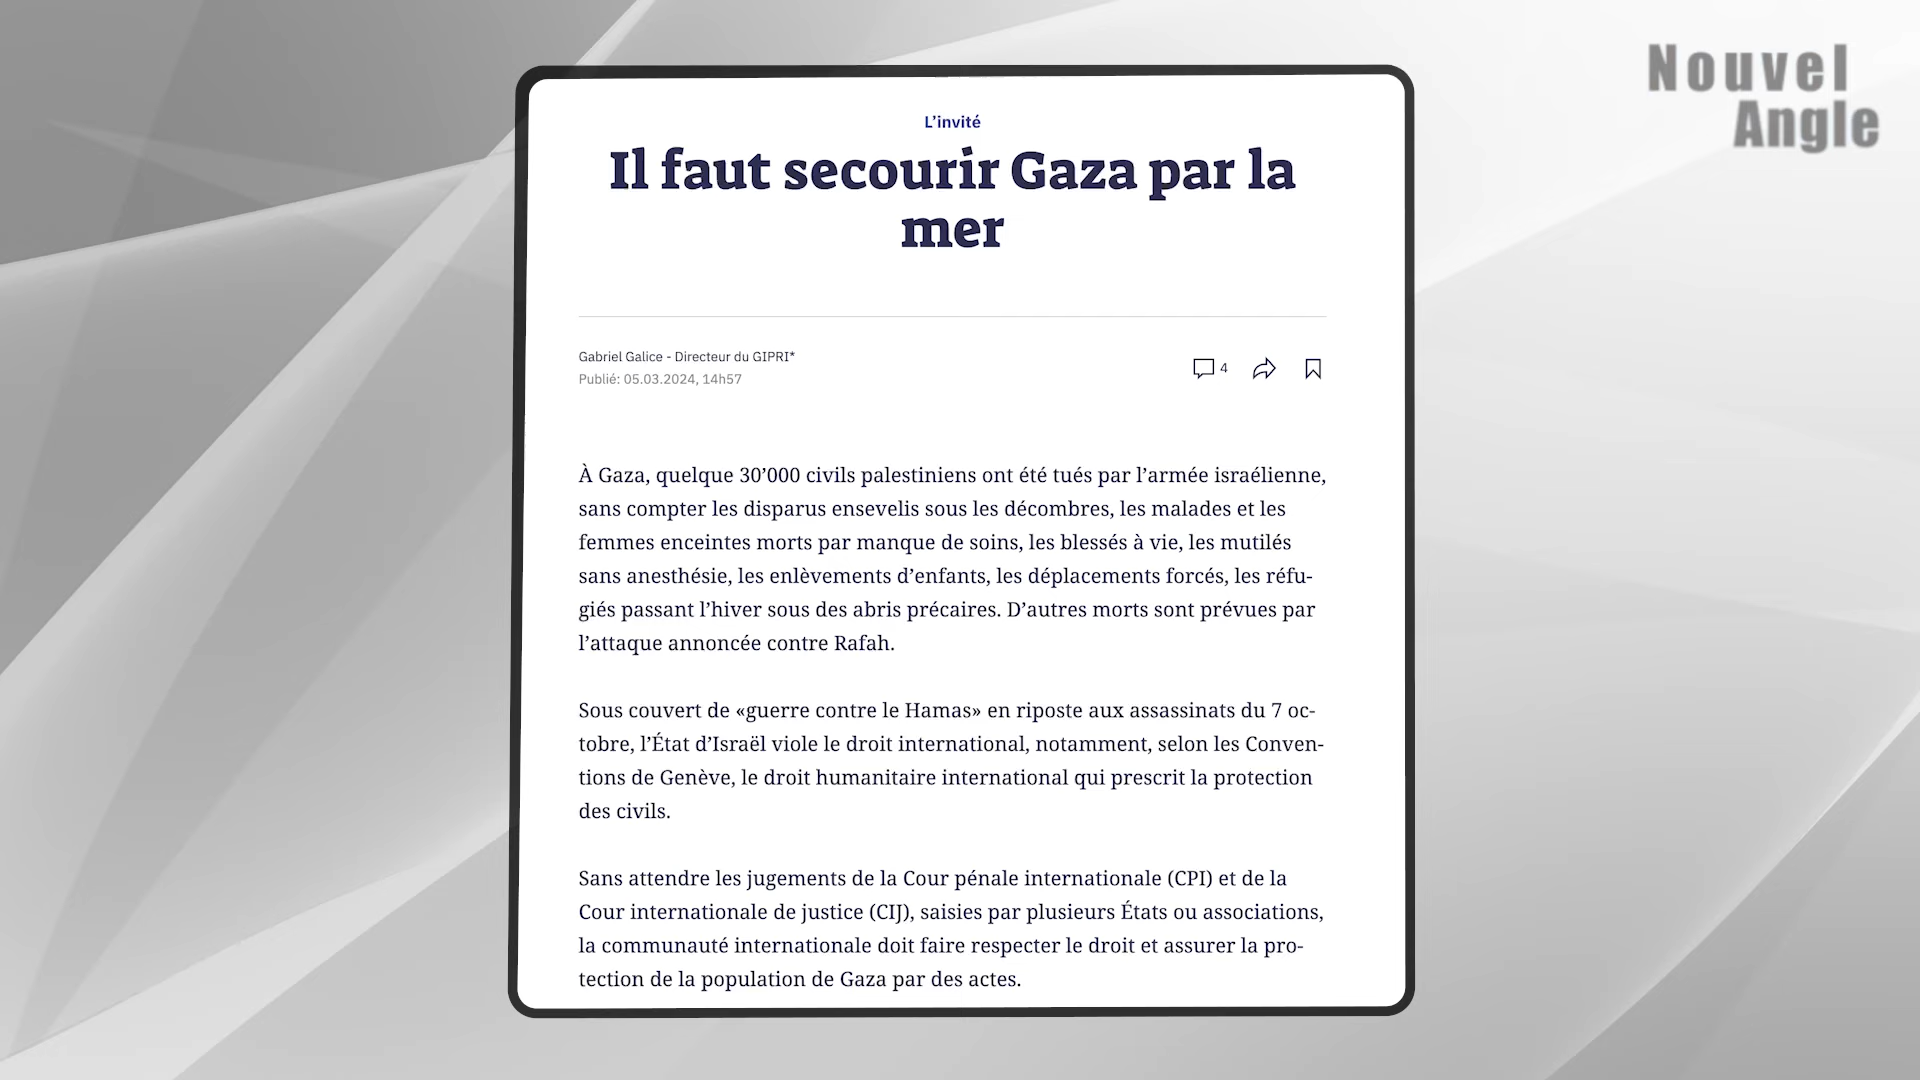 Nouvel
Angle
L’invité
Il faut secourir Gaza par la
mer
Gabriel Galice - Directeur du GIPRI*
4
Publié: 05.03.2024, 14h57
À Gaza, quelque 30’000 civils palestiniens ont été tués par l’armée israélienne,
sans compter les disparus ensevelis sous les décombres, les malades et les
femmes enceintes morts par manque de soins, les blessés à vie, les mutilés
sans anesthésie, les enlèvements d’enfants, les déplacements forcés, les réfu-
giés passant l’hiver sous des abris précaires. D’autres morts sont prévues par
l’attaque annoncée contre Rafah.
Sous couvert de «guerre contre le Hamas» en riposte aux assassinats du 7 oc-
tobre, l’État d’Israël viole le droit international, notamment, selon les Conven-
tions de Genève, le droit humanitaire international qui prescrit la protection
des civils.
Sans attendre les jugements de la Cour pénale internationale (CPI) et de la
Cour internationale de justice (CIJ), saisies par plusieurs États ou associations,
la communauté internationale doit faire respecter le droit et assurer la pro-
tection de la population de Gaza par des actes.